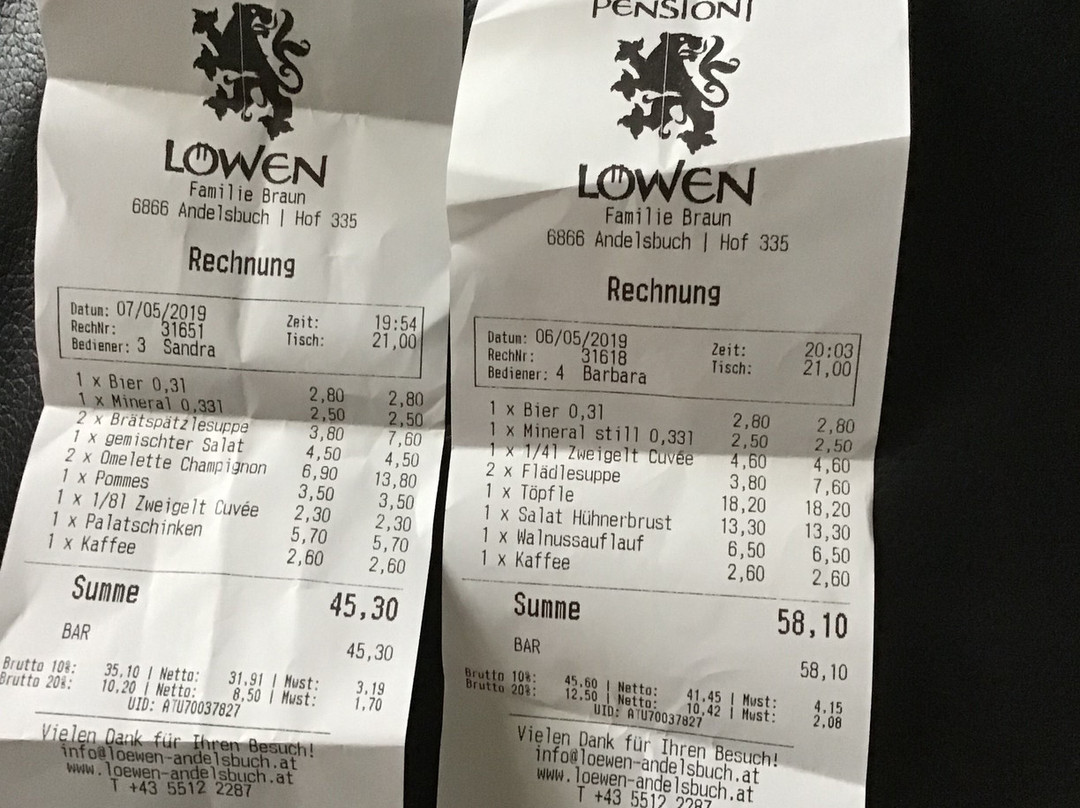 LÖWEN
Familie Braun
6866 Andelsbuch | Hof 335
Rechnung
Datum: 07/05/2019 Zeit: 19:54
RechNr: 31651 Tisch: 21,00
Bediener: 3 Sandra
1 x Bier 0,3l 2,80 2,80
1 x Mineral 0,33l 2,50 2,50
2 x Brätspätzlesuppe 3,80 7,60
1 x gemischter Salat 4,50 4,50
2 x Omelette Champignon 6,90 13,80
1 x Pommes 3,50 3,50
1 x 1/8l Zweigelt Cuvée 2,30 2,30
1 x Palatschinken 5,70 5,70
1 x Kaffee 2,60 2,60
Summe 45,30
BAR 45,30
Brutto 10%: 35,10 | Netto: 31,91 | Mwst: 3,19
Brutto 20%: 10,20 | Netto: 8,50 | Mwst: 1,70
UID: ATU70037827
Vielen Dank für Ihren Besuch!
info@loewen-andelsbuch.at
www.loewen-andelsbuch.at
T +43 5512 2287
PENSION
LÖWEN
Familie Braun
6866 Andelsbuch | Hof 335
Rechnung
Datum: 06/05/2019 Zeit: 20:03
RechNr: 31618 Tisch: 21,00
Bediener: 4 Barbara
1 x Bier 0,3l 2,80 2,80
1 x Mineral still 0,33l 2,50 2,50
1 x 1/4l Zweigelt Cuvée 4,60 4,60
2 x Flädlesuppe 3,80 7,60
1 x Töpfle 18,20 18,20
1 x Salat Hühnerbrust 13,30 13,30
1 x Walnussauflauf 6,50 6,50
1 x Kaffee 2,60 2,60
Summe 58,10
BAR 58,10
Brutto 10%: 45,60 | Netto: 41,45 | Mwst: 4,15
Brutto 20%: 12,50 | Netto: 10,42 | Mwst: 2,08
UID: ATU70037827
Vielen Dank für Ihren Besuch!
info@loewen-andelsbuch.at
www.loewen-andelsbuch.at
T +43 5512 2287